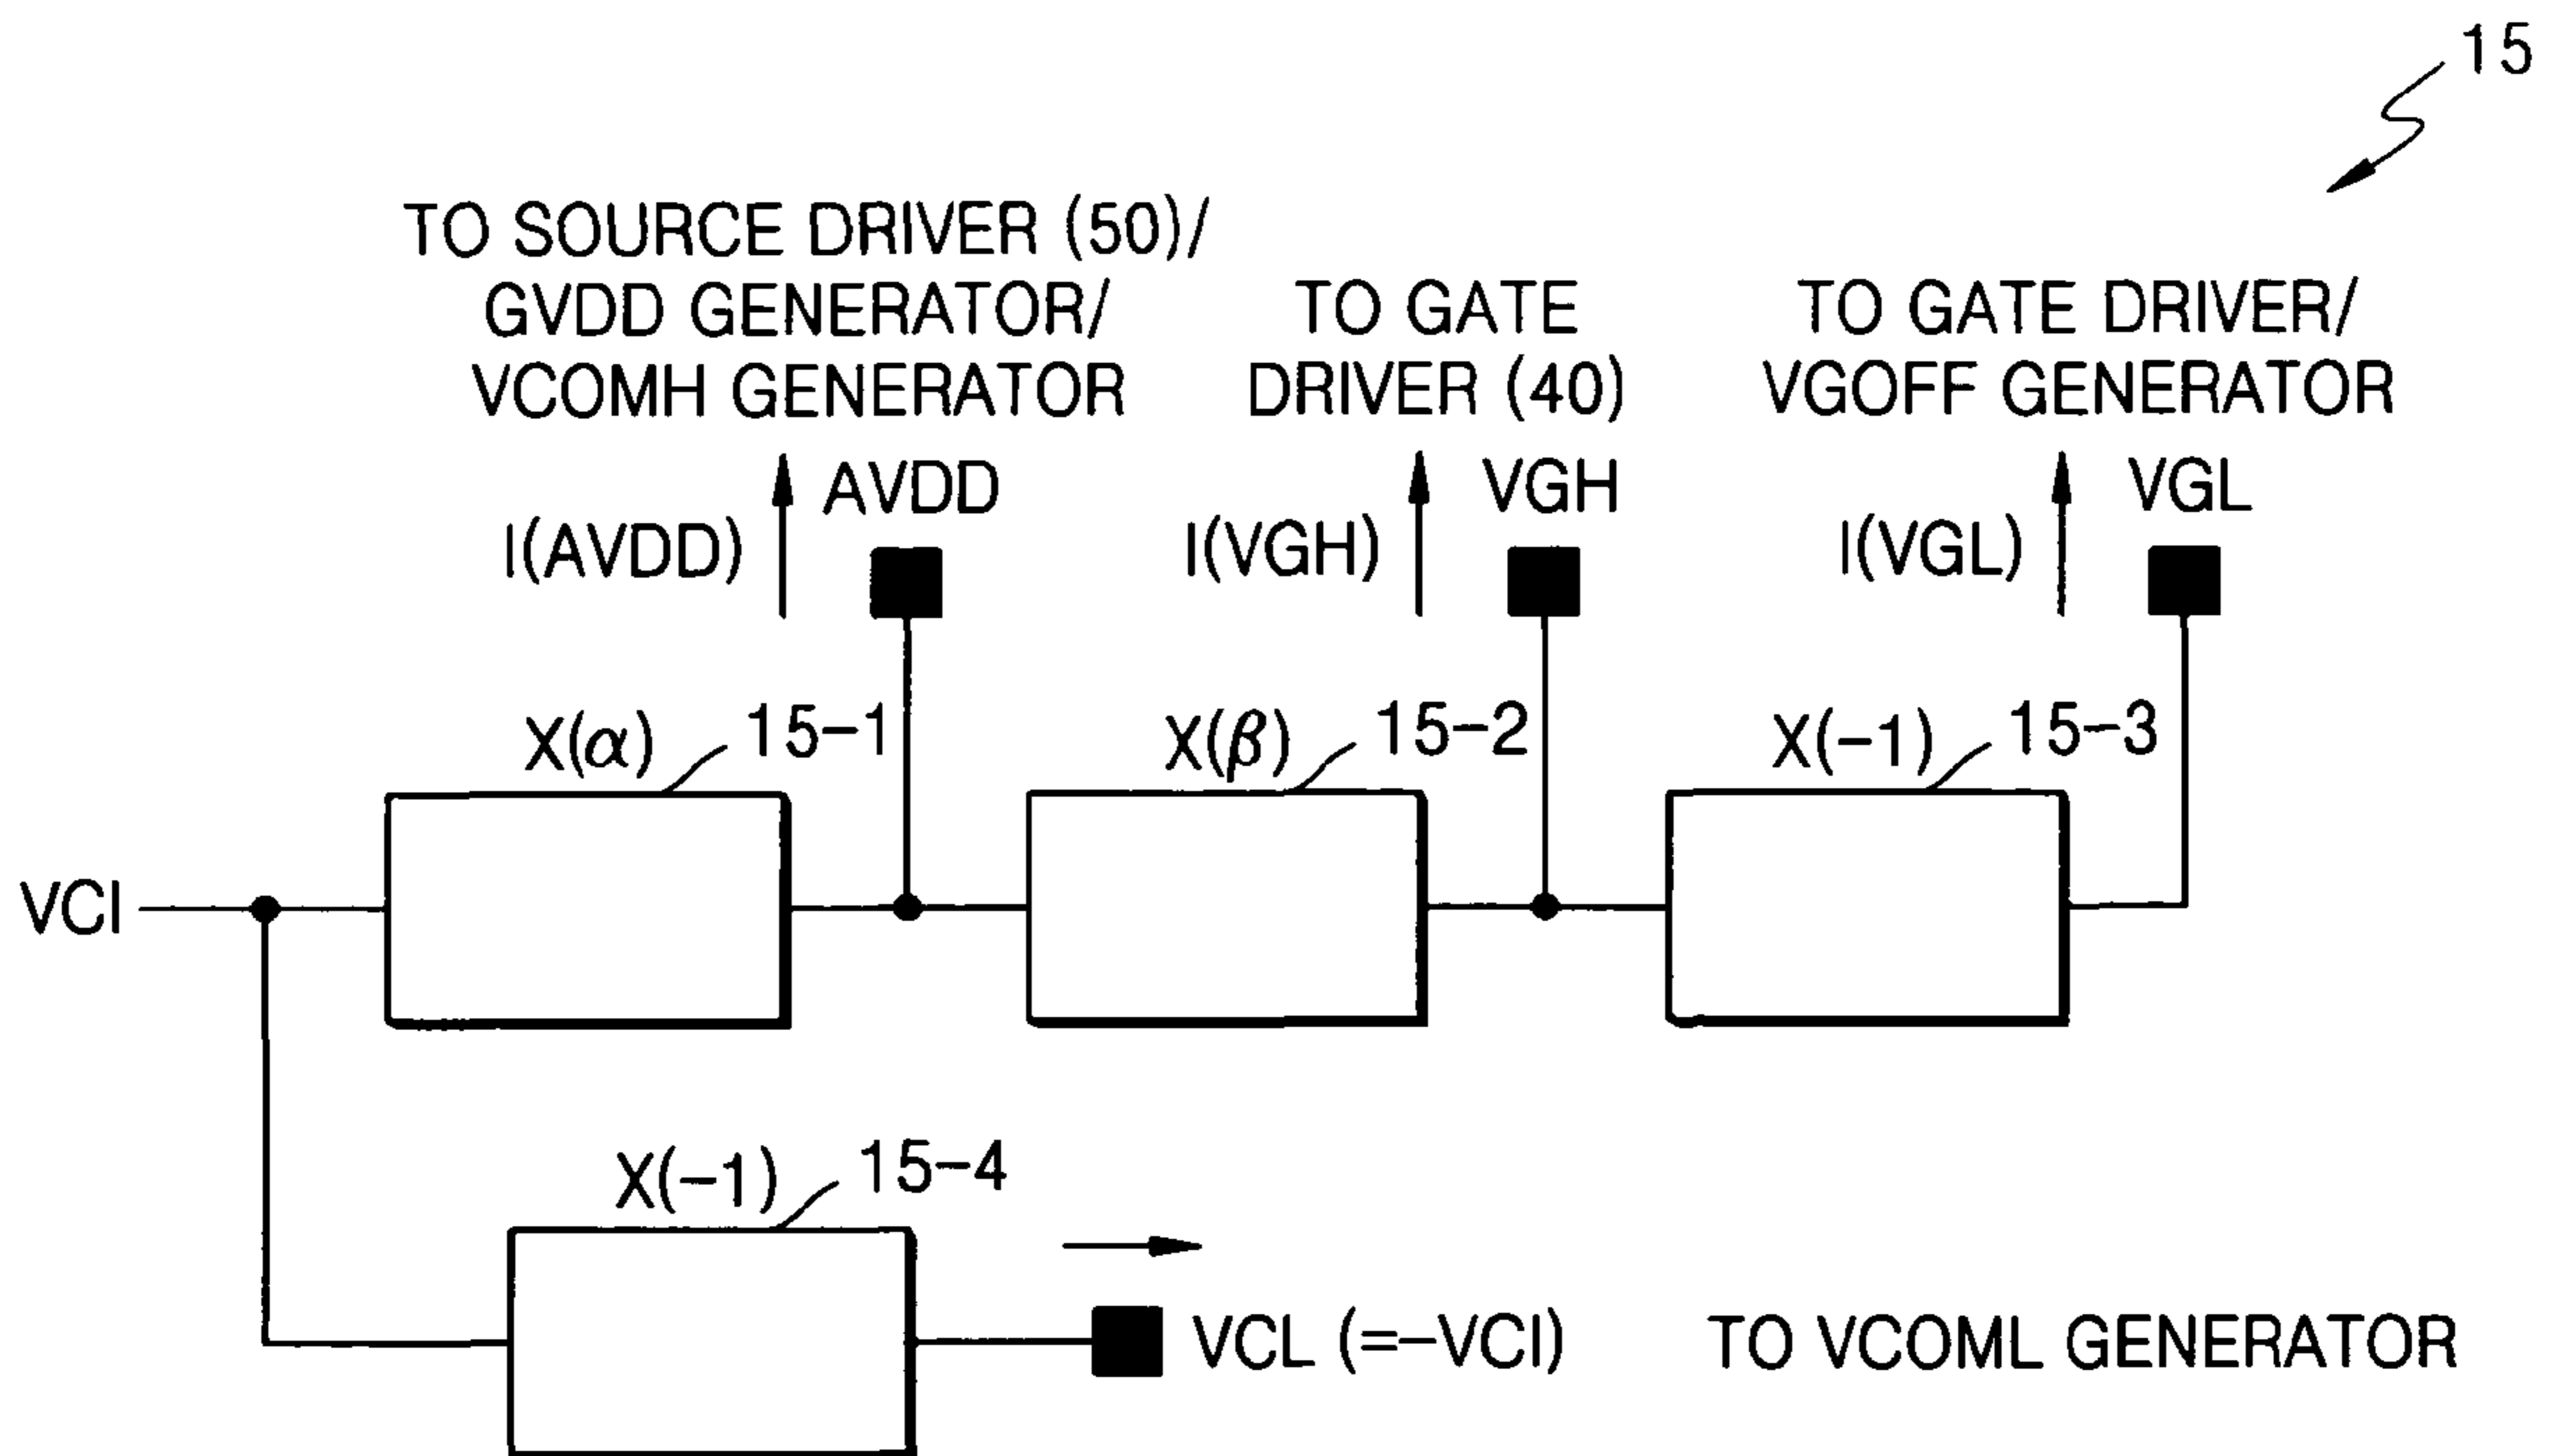 15
TO SOURCE DRIVER (50)/
GVDD GENERATOR/
VCOMH GENERATOR
TO GATE
DRIVER (40)
TO GATE DRIVER/
VGOFF GENERATOR
I(AVDD)
AVDD
I(VGH)
VGH
I(VGL)
VGL
X(α)
15-1
X(β)
15-2
X(-1)
15-3
VCI
X(-1)
15-4
VCL (=-VCI)
TO VCOML GENERATOR